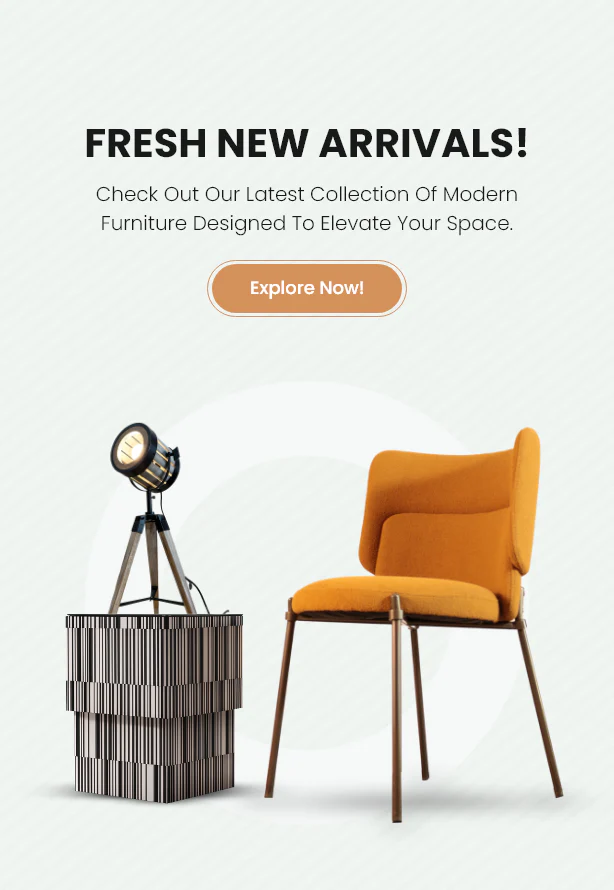 FRESH NEW ARRIVALS!
Check Out Our Latest Collection Of Modern
Furniture Designed To Elevate Your Space.
Explore Now!